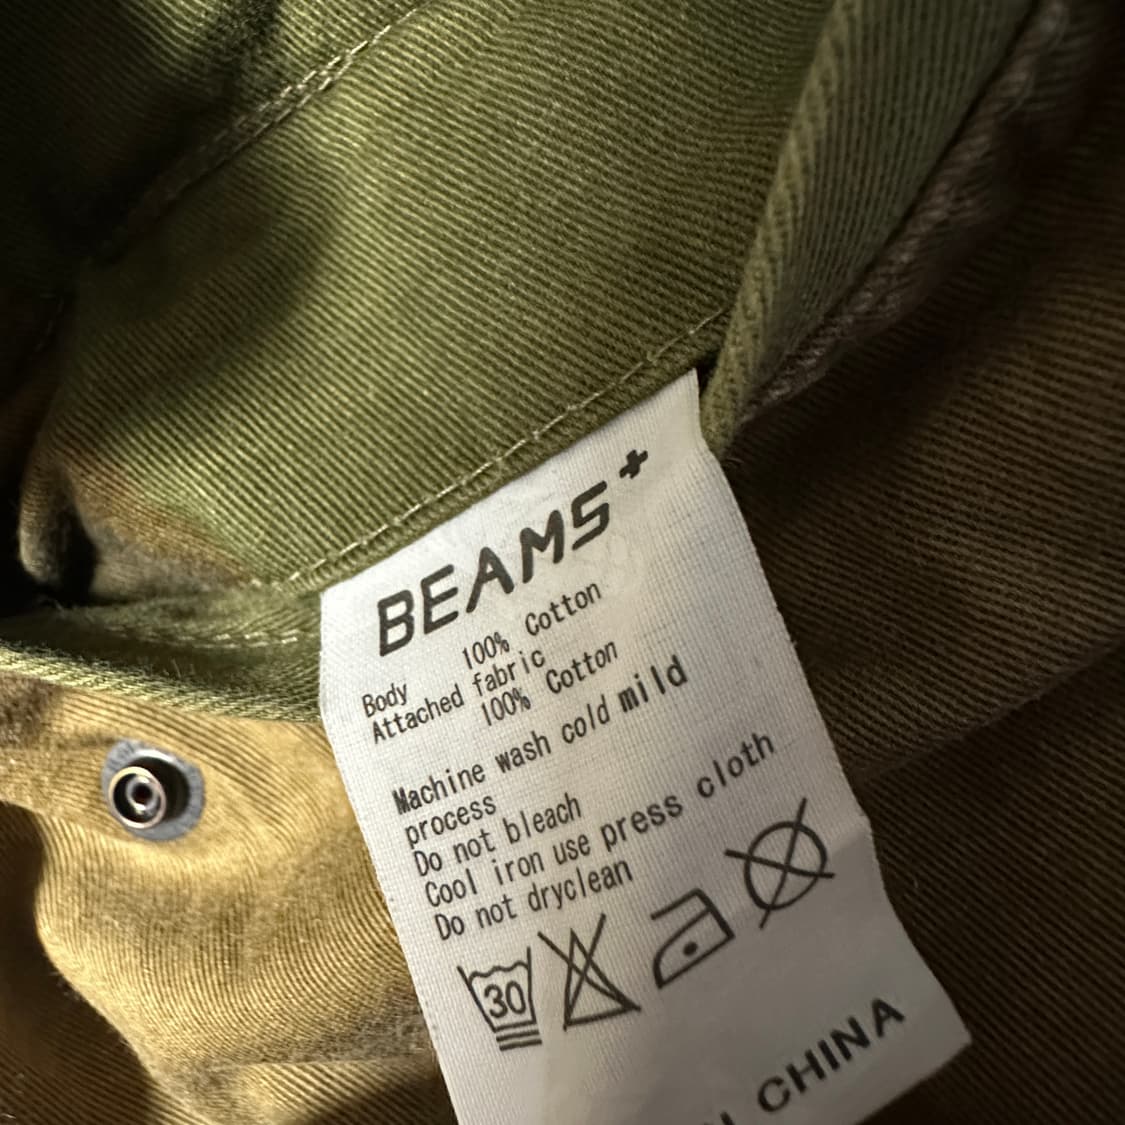 BEAMS+
Body 100% Cotton
Attached fabric
100% Cotton
Machine wash cold mild
process
Do not bleach
Cool iron use press cloth
Do not dryclean
30
CHINA